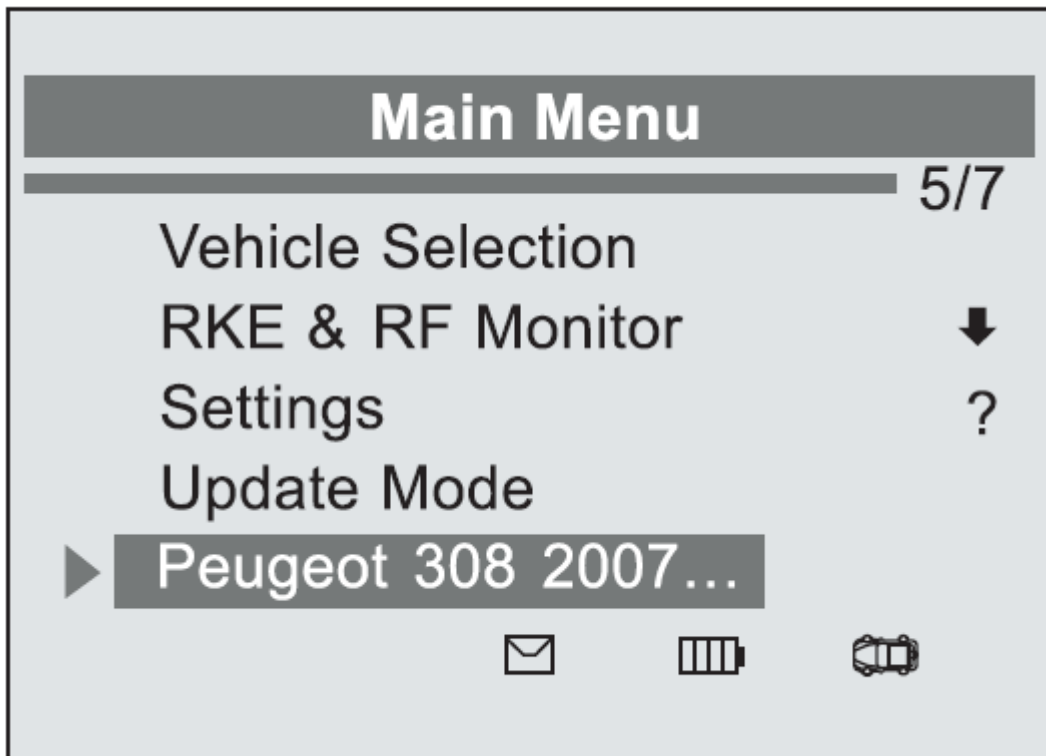 Main Menu
5/7
Vehicle Selection
RKE & RF Monitor
Settings
?
Update Mode
Peugeot 308 2007...